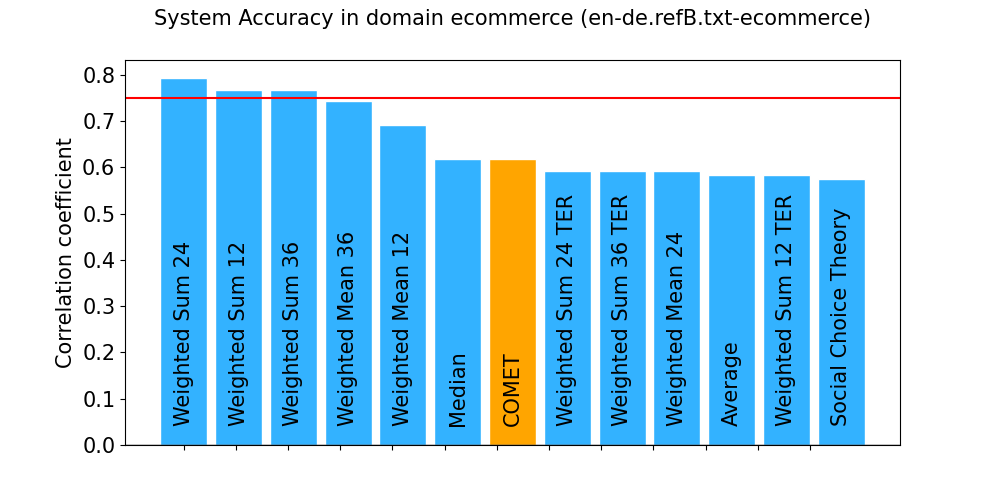 System Accuracy in domain ecommerce (en-de.refB.txt-ecommerce)
Correlation coefficient
0.8
0.7
0.6
0.5
0.4
0.3
0.2
0.1
0.0
Weighted Sum 24
Weighted Sum 12
Weighted Sum 36
Weighted Mean 36
Weighted Mean 12
Median
COMET
Weighted Sum 24 TER
Weighted Sum 36 TER
Weighted Mean 24
Average
Weighted Sum 12 TER
Social Choice Theory